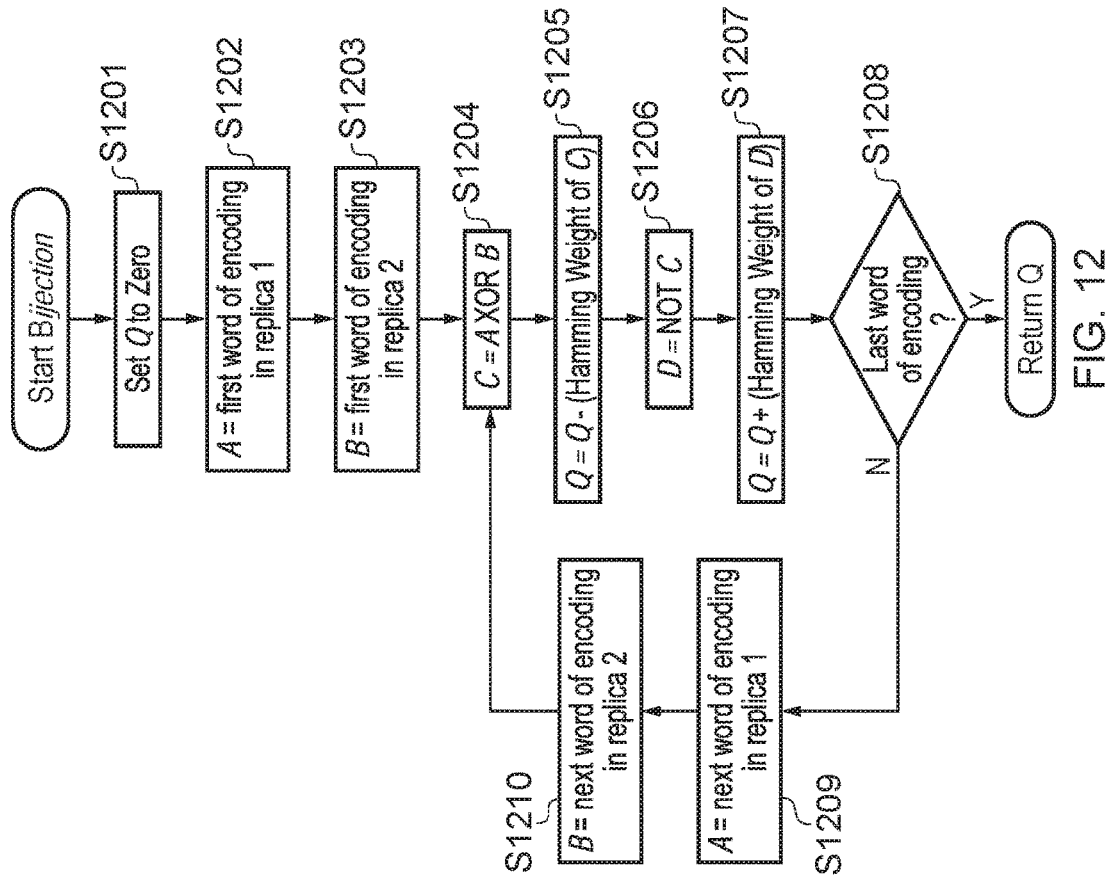 Start Bijection
Set Q to Zero
S1201
A = first word of encoding
in replica 1
S1202
B = first word of encoding
in replica 2
S1203
C = A XOR B
S1204
Q = Q - (Hamming Weight of C)
S1205
D = NOT C
S1206
Q = Q + (Hamming Weight of D)
S1207
Last word
of encoding
?
S1208
N
Y
A = next word of encoding
in replica 1
S1209
B = next word of encoding
in replica 2
S1210
Return Q
FIG. 12